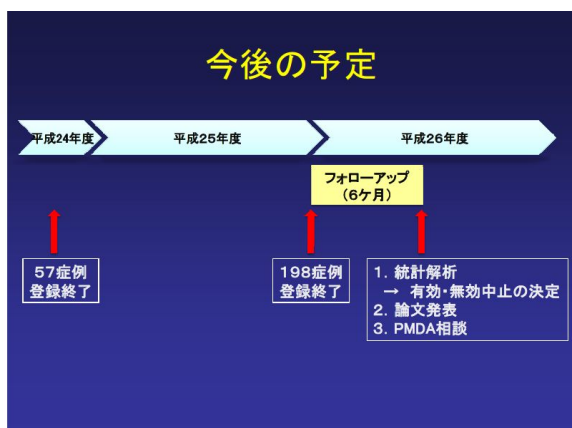 今後の予定
平成24年度
平成25年度
平成26年度
フォローアップ
(6ケ月)
57症例
登録終了
198症例
登録終了
1. 統計解析
→ 有効・無効中止の決定
2. 論文発表
3. PMDA相談